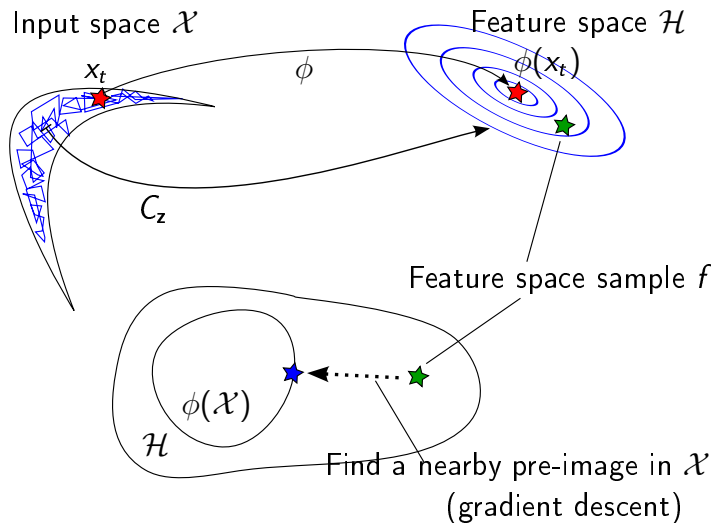 Input space 𝒳
Feature space ℋ
x_t
ϕ
ϕ(x_t)
C_z
Feature space sample f
ϕ(𝒳)
ℋ
Find a nearby pre-image in 𝒳
(gradient descent)